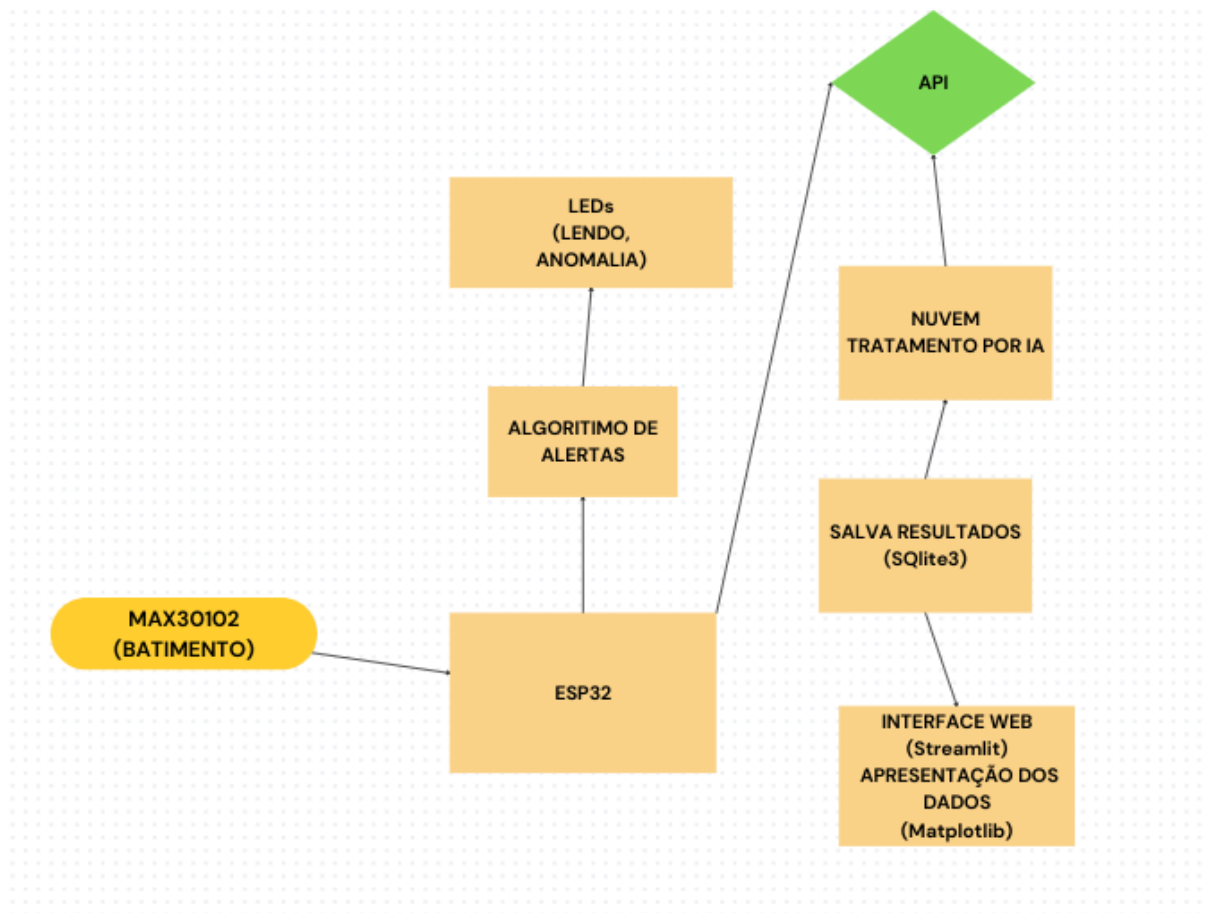 API
LEDs
(LENDO,
ANOMALIA)
NUVEM
TRATAMENTO POR IA
ALGORITIMO DE
ALERTAS
SALVA RESULTADOS
(SQlite3)
MAX30102
(BATIMENTO)
ESP32
INTERFACE WEB
(Streamlit)
APRESENTAÇÃO DOS
DADOS
(Matplotlib)